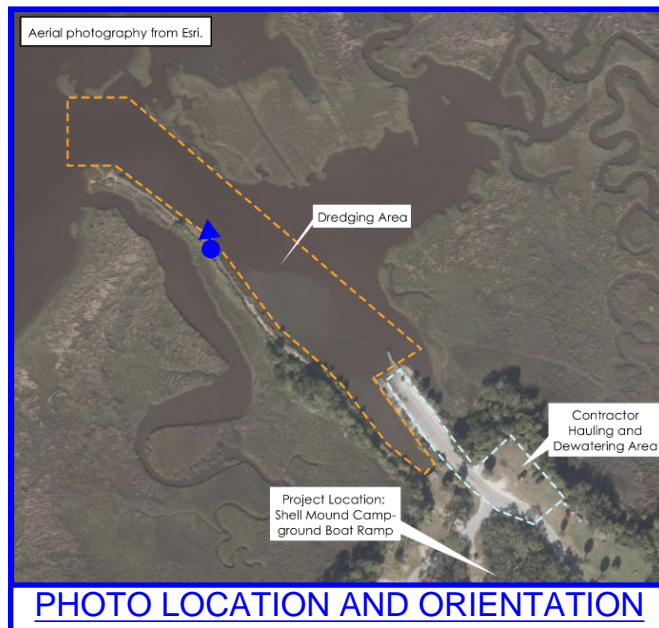 Aerial photography from Esri.
Dredging Area
Contractor
Hauling and
Dewatering Area
Project Location:
Shell Mound Camp-
ground Boat Ramp
PHOTO LOCATION AND ORIENTATION